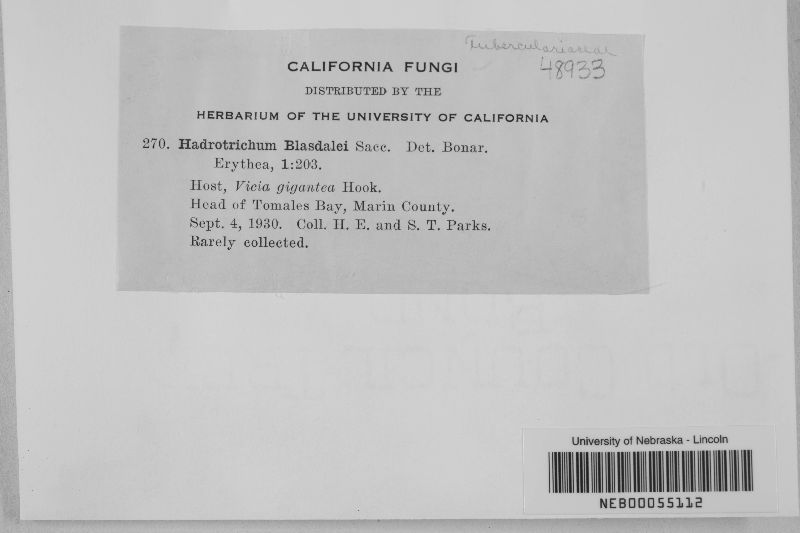 Tuberculariaceae
48933
CALIFORNIA FUNGI
DISTRIBUTED BY THE
HERBARIUM OF THE UNIVERSITY OF CALIFORNIA
270. Hadrotrichum Blasdalei Sacc. Det. Bonar.
Erythea, 1:203.
Host, Vicia gigantea Hook.
Head of Tomales Bay, Marin County.
Sept. 4, 1930. Coll. H. E. and S. T. Parks.
Rarely collected.
University of Nebraska - Lincoln
NEB00055112